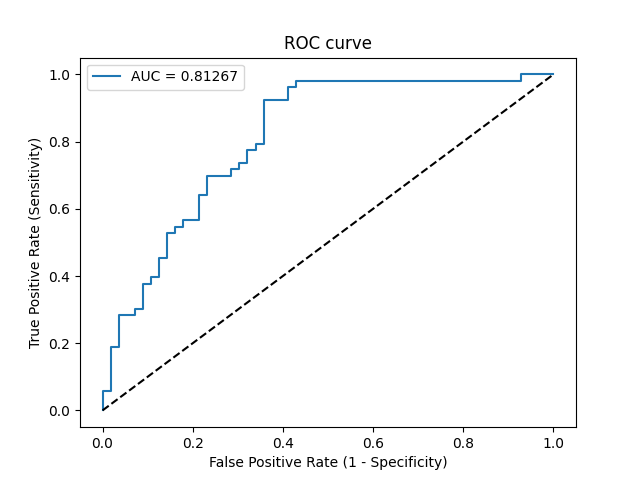 ROC curve
AUC = 0.81267
True Positive Rate (Sensitivity)
1.0
0.8
0.6
0.4
0.2
0.0
0.0 0.2 0.4 0.6 0.8 1.0
False Positive Rate (1 - Specificity)